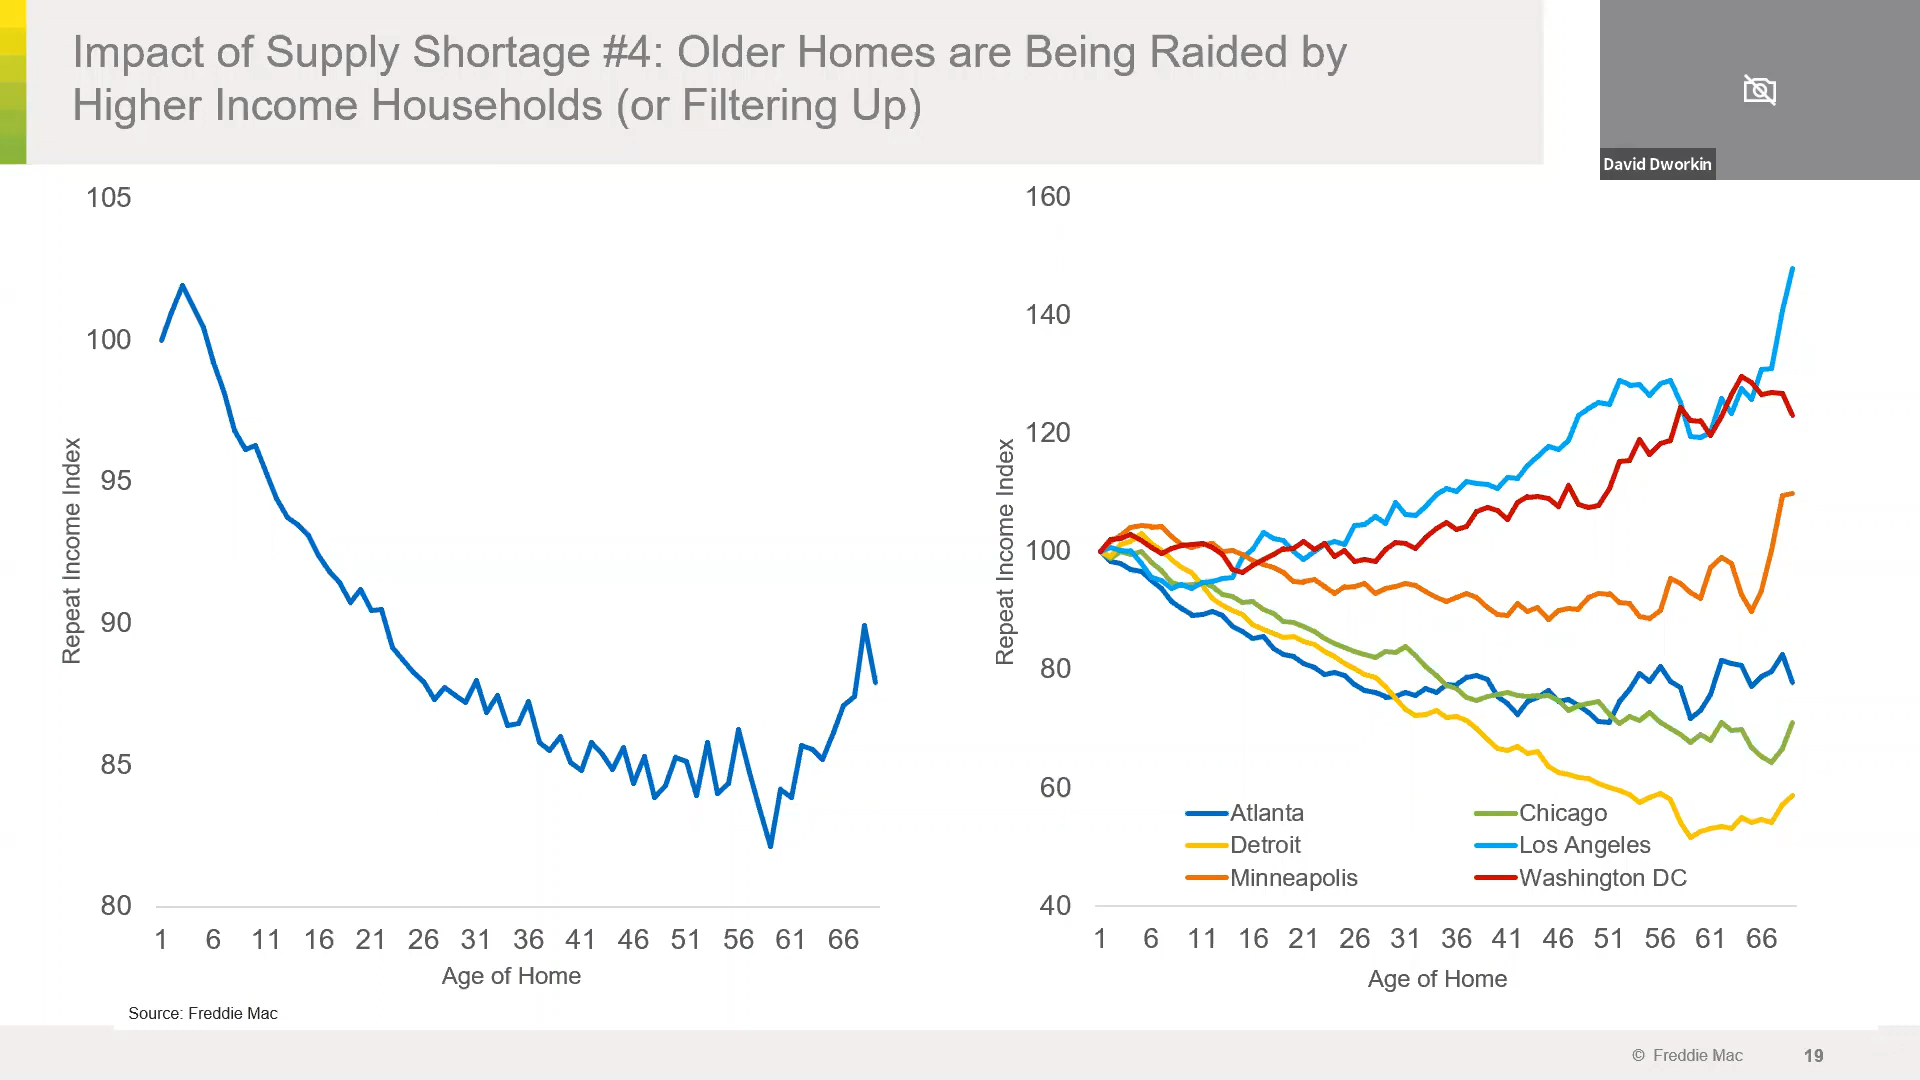 Impact of Supply Shortage #4: Older Homes are Being Raided by
Higher Income Households (or Filtering Up)
David Dworkin
105
100
95
90
85
80
Repeat Income Index
1 6 11 16 21 26 31 36 41 46 51 56 61 66
Age of Home
160
140
120
100
80
60
40
Repeat Income Index
Atlanta Chicago
Detroit Los Angeles
Minneapolis Washington DC
1 6 11 16 21 26 31 36 41 46 51 56 61 66
Age of Home
Source: Freddie Mac
© Freddie Mac 19